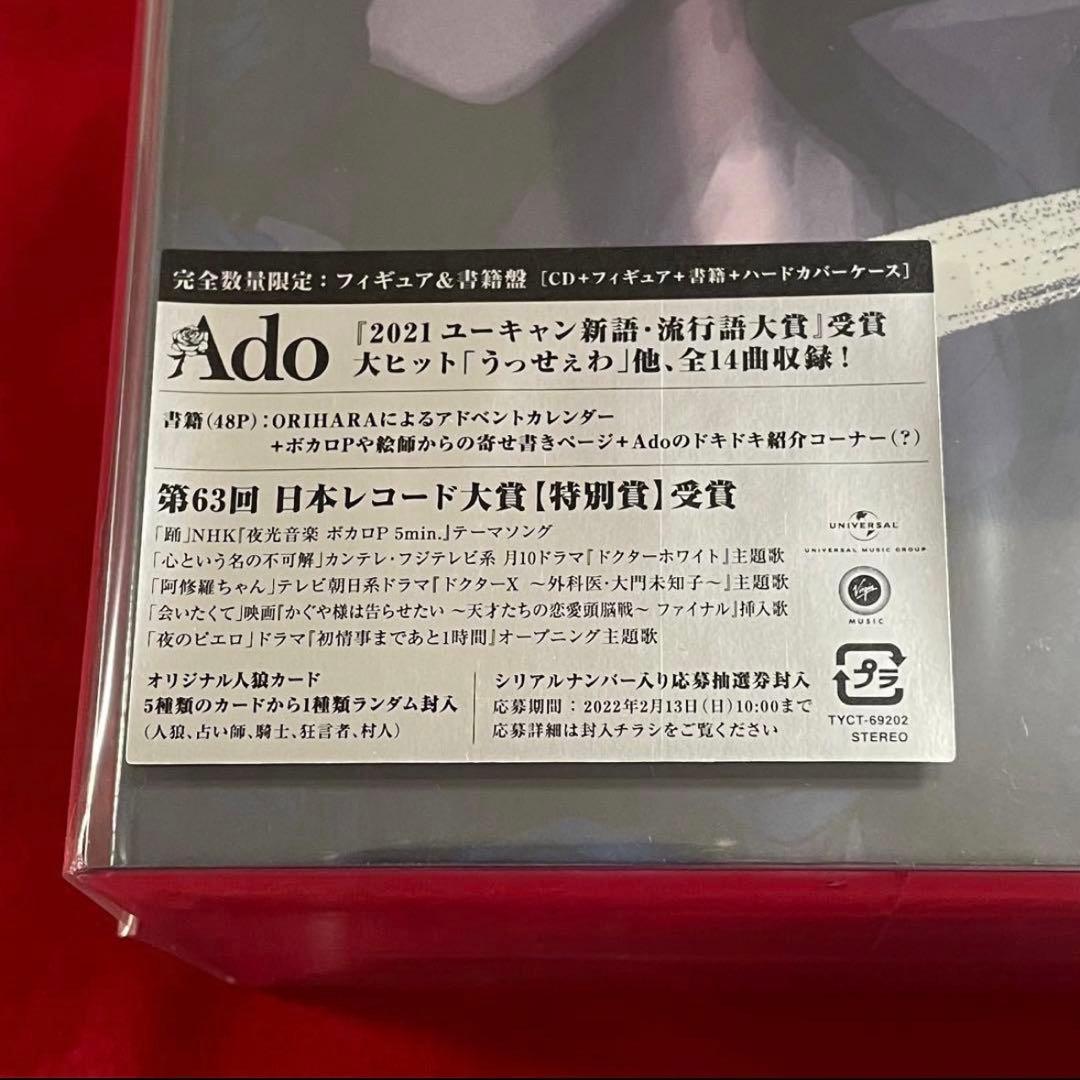 完全数量限定：フィギュア&書籍盤 [CD+フィギュア+書籍+ハードカバーケース]
Ado
『2021 ユーキャン新語・流行語大賞』受賞
大ヒット「うっせぇわ」他、全14曲収録！
書籍(48P)：ORIHARAによるアドベントカレンダー
+ボカロPや絵師からの寄せ書きページ+Adoのドキドキ紹介コーナー(？)
第63回 日本レコード大賞【特別賞】受賞
「踊」NHK『夜光音楽 ボカロP 5min.』テーマソング
「心という名の不可解」カンテレ・フジテレビ系 月10ドラマ『ドクターホワイト』主題歌
「阿修羅ちゃん」テレビ朝日系ドラマ『ドクターX ～外科医・大門未知子～』主題歌
「会いたくて」映画『かぐや様は告らせたい ～天才たちの恋愛頭脳戦～ ファイナル』挿入歌
「夜のピエロ」ドラマ『初情事まであと1時間』オープニング主題歌
UNIVERSAL
UNIVERSAL MUSIC GROUP
Virgin
MUSIC
オリジナル人狼カード
5種類のカードから1種類ランダム封入
(人狼、占い師、騎士、狂言者、村人)
シリアルナンバー入り応募抽選券封入
応募期間：2022年2月13日(日)10:00まで
応募詳細は封入チラシをご覧ください
プラ
TYCT-69202
STEREO